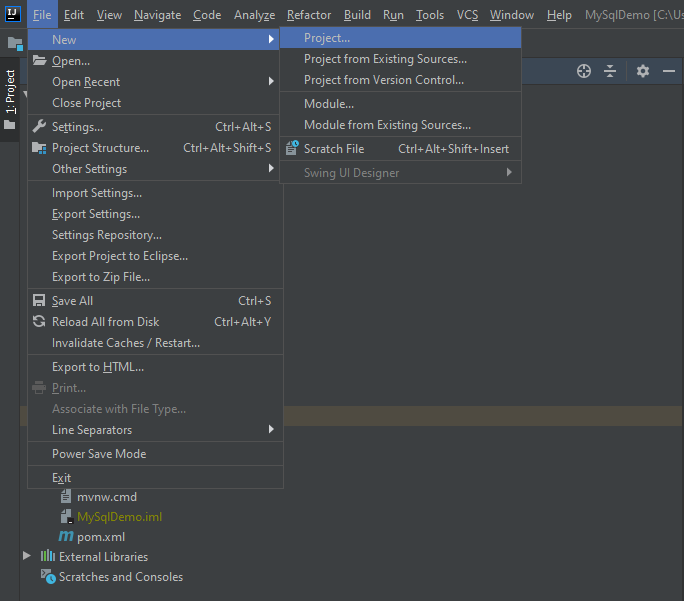 IJ File Edit View Navigate Code Analyze Refactor Build Run Tools VCS Window Help MySqlDemo [C:\Us
1: Project
New
Project...
Open...
Project from Existing Sources...
Open Recent
Project from Version Control...
Close Project
Module...
Settings... Ctrl+Alt+S
Module from Existing Sources...
Project Structure... Ctrl+Alt+Shift+S
Scratch File Ctrl+Alt+Shift+Insert
Other Settings
Swing UI Designer
Import Settings...
Export Settings...
Settings Repository...
Export Project to Eclipse...
Export to Zip File...
Save All Ctrl+S
Reload All from Disk Ctrl+Alt+Y
Invalidate Caches / Restart...
Export to HTML...
Print...
Associate with File Type...
Line Separators
Power Save Mode
Exit
mvnw.cmd
MySqlDemo.iml
m pom.xml
External Libraries
Scratches and Consoles